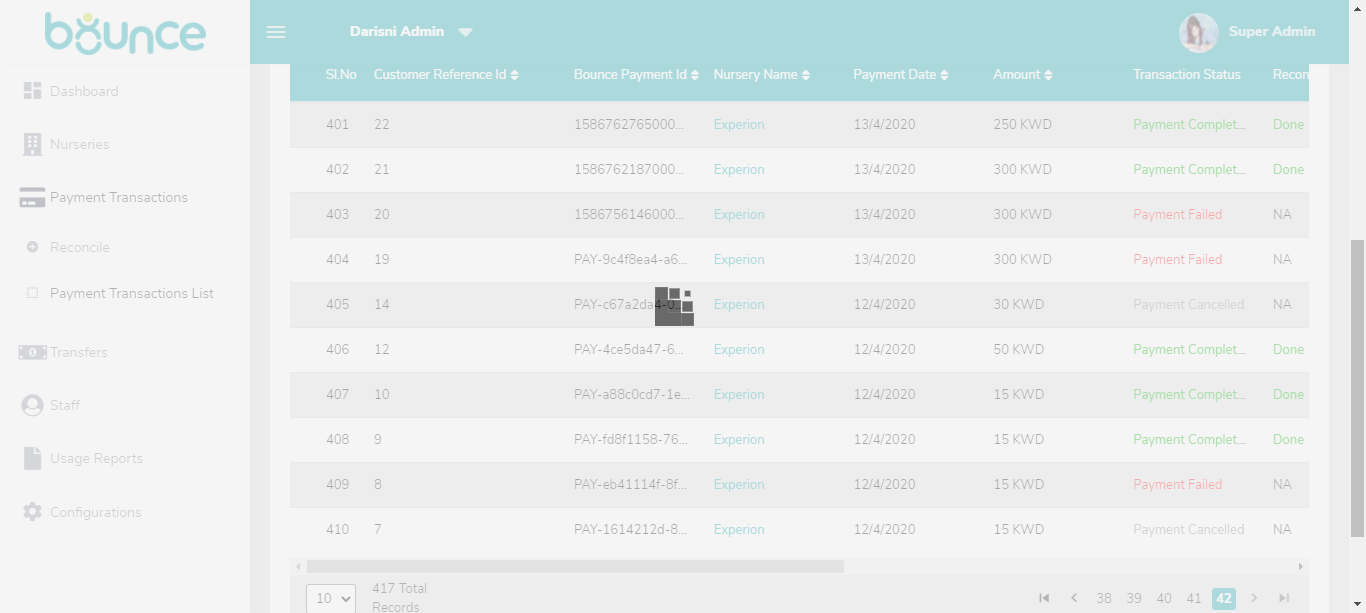 bounce
Darisni Admin
Super Admin
Dashboard
Nurseries
Payment Transactions
Reconcile
Payment Transactions List
Transfers
Staff
Usage Reports
Configurations
Sl.No Customer Reference Id Bounce Payment Id Nursery Name Payment Date Amount Transaction Status Recon
401 22 1586762765000... Experion 13/4/2020 250 KWD Payment Complet... Done
402 21 1586762187000... Experion 13/4/2020 300 KWD Payment Complet... Done
403 20 1586756146000... Experion 13/4/2020 300 KWD Payment Failed NA
404 19 PAY-9c4f8ea4-a6... Experion 13/4/2020 300 KWD Payment Failed NA
405 14 PAY-c67a2da4-0... Experion 12/4/2020 30 KWD Payment Cancelled NA
406 12 PAY-4ce5da47-6... Experion 12/4/2020 50 KWD Payment Complet... Done
407 10 PAY-a88c0cd7-1e... Experion 12/4/2020 15 KWD Payment Complet... Done
408 9 PAY-fd8f1158-76... Experion 12/4/2020 15 KWD Payment Complet... Done
409 8 PAY-eb41114f-8f... Experion 12/4/2020 15 KWD Payment Failed NA
410 7 PAY-1614212d-8... Experion 12/4/2020 15 KWD Payment Cancelled NA
10
417 Total
Records
38 39 40 41 42